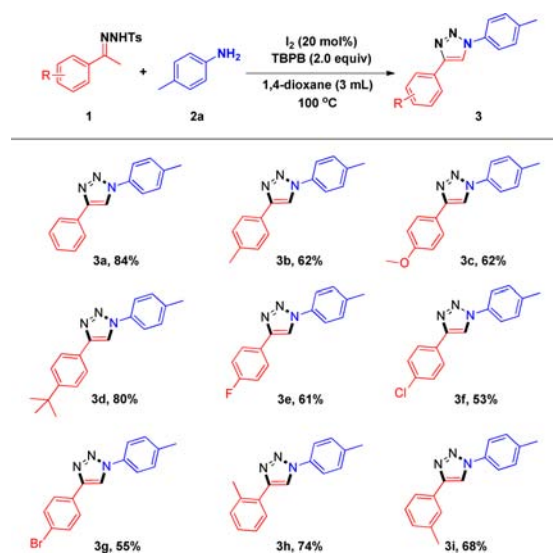 NNHTs
R
1
+
NH₂
2a
I₂ (20 mol%)
TBPB (2.0 equiv)
1,4-dioxane (3 mL)
100 °C
N N N
R
3
N N N
3a, 84%
N N N
3b, 62%
N N N
O
3c, 62%
N N N
3d, 80%
N N N
F
3e, 61%
N N N
Cl
3f, 53%
N N N
Br
3g, 55%
N N N
3h, 74%
N N N
3i, 68%